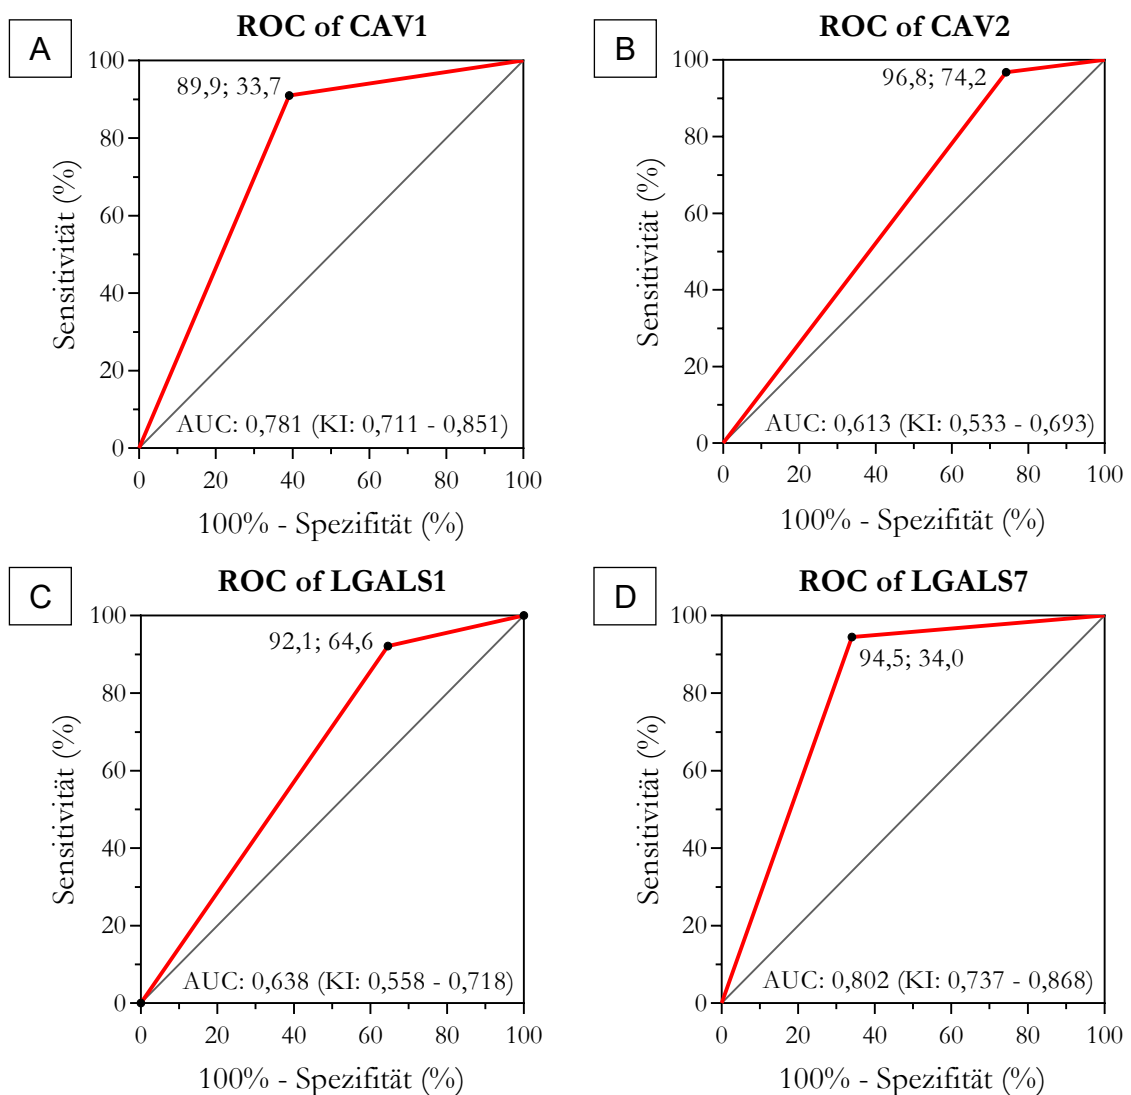 A
ROC of CAV1
100
80
60
40
20
0
Sensitivität (%)
89,9; 33,7
AUC: 0,781 (KI: 0,711 - 0,851)
0 20 40 60 80 100
100% - Spezifität (%)
B
ROC of CAV2
100
80
60
40
20
0
Sensitivität (%)
96,8; 74,2
AUC: 0,613 (KI: 0,533 - 0,693)
0 20 40 60 80 100
100% - Spezifität (%)
C
ROC of LGALS1
100
80
60
40
20
0
Sensitivität (%)
92,1; 64,6
AUC: 0,638 (KI: 0,558 - 0,718)
0 20 40 60 80 100
100% - Spezifität (%)
D
ROC of LGALS7
100
80
60
40
20
0
Sensitivität (%)
94,5; 34,0
AUC: 0,802 (KI: 0,737 - 0,868)
0 20 40 60 80 100
100% - Spezifität (%)